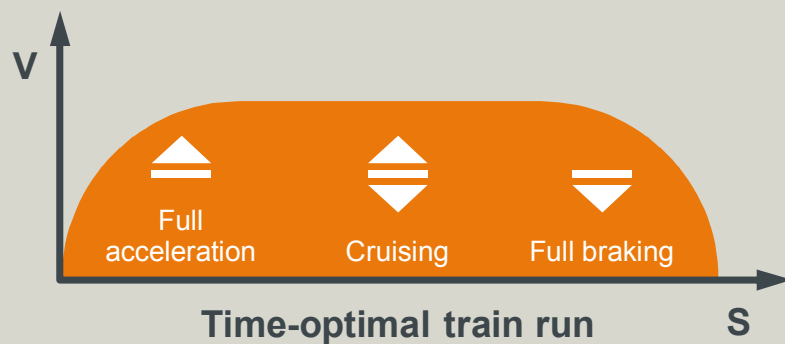 V
Full
acceleration
Cruising
Full braking
Time-optimal train run
S